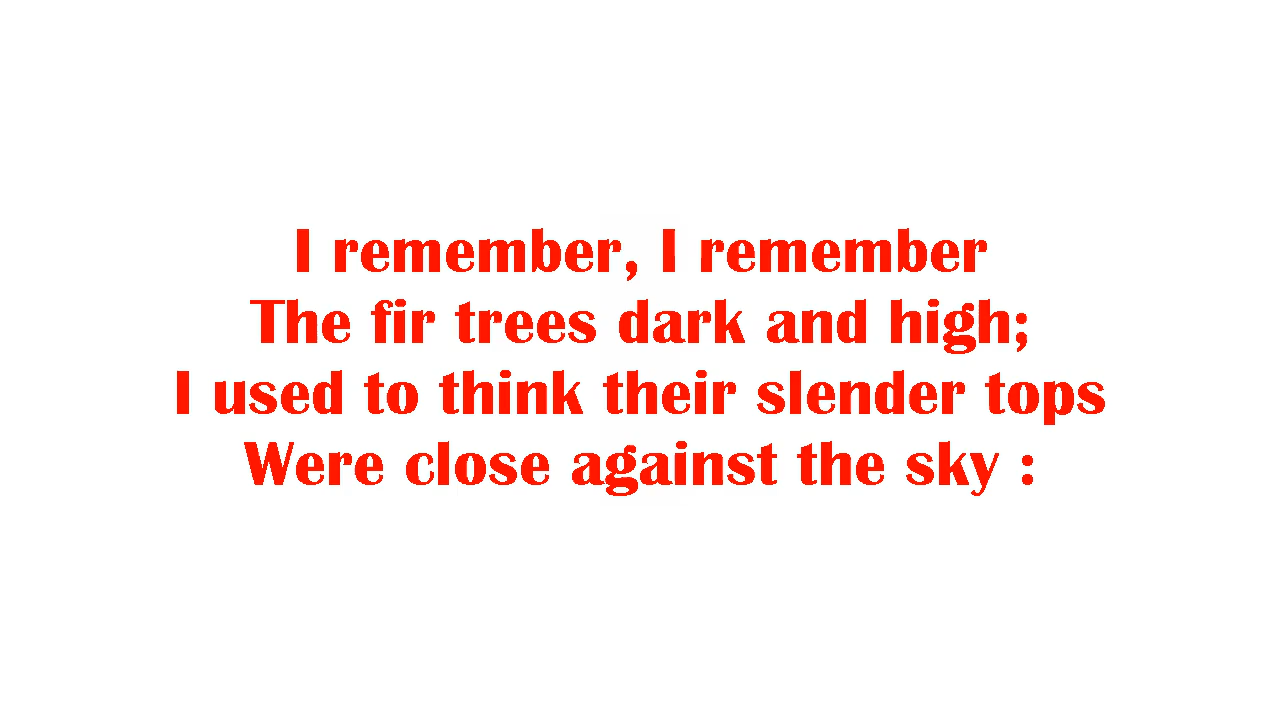 I remember, I remember
The fir trees dark and high;
I used to think their slender tops
Were close against the sky :